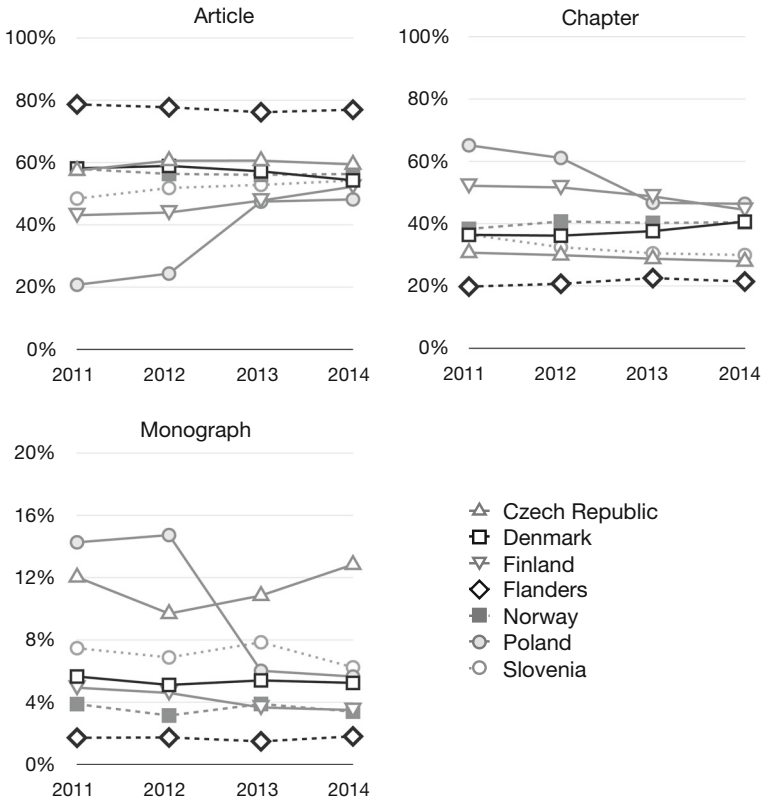 Article
100%
80%
60%
40%
20%
0%
2011 2012 2013 2014
Chapter
100%
80%
60%
40%
20%
0%
2011 2012 2013 2014
Monograph
20%
16%
12%
8%
4%
0%
2011 2012 2013 2014
Czech Republic
Denmark
Finland
Flanders
Norway
Poland
Slovenia